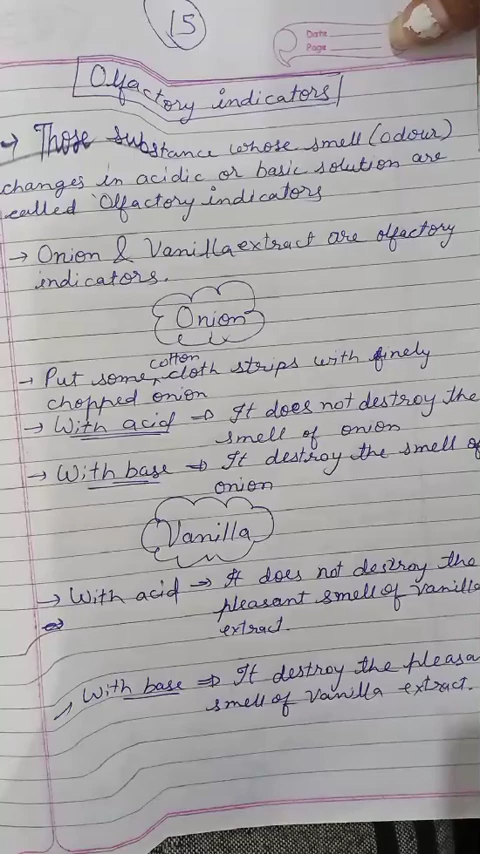 15
Date
Page
Olfactory indicators
→ Those substance whose smell (odour)
changes in acidic or basic solution are
called Olfactory indicators
→ Onion & Vanilla extract are olfactory
indicators.
Onion
cotton
→ Put some, cloth strips with finely
chopped onion
→ With acid ⇒ It does not destroy the
smell of onion
→ With base ⇒ It destroy the smell of
onion
Vanilla
→ With acid → It does not destroy the
⇒ pleasant smell of Vanilla
extract.
→ With base ⇒ It destroy the pleasa
smell of Vanilla extract.